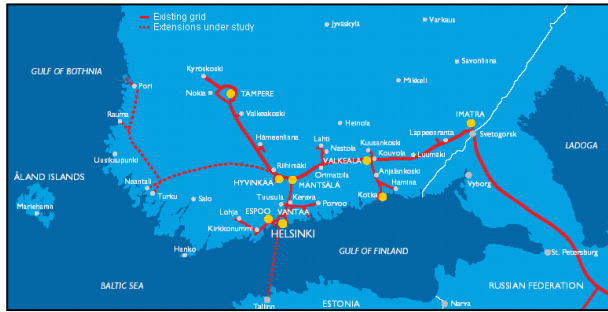 Existing grid
Extensions under study
Jyväskylä
Varkaus
GULF OF BOTHNIA
Kyröskoski
Savonlinna
Pori
Nokia
TAMPERE
Mikkeli
Rauma
Valkeakoski
Heinola
IMATRA
Hämeenlinna
Lahti
Kuusankoski
Lappeenranta
Svetogorsk
LADOGA
Nastola
Kouvola
Uusikaupunki
Riihimäki
VALKEALA
Luumäki
Orimattila
Anjalankoski
ÅLAND ISLANDS
Naantali
HYVINKÄÄ
MÄNTSÄLÄ
Hamina
Vyborg
Turku
Salo
Tuusula
Kerava
Kotka
Mariehamn
Lohja
ESPOO
VANTAA
Porvoo
Kirkkonummi
HELSINKI
Hanko
GULF OF FINLAND
St. Petersburg
BALTIC SEA
RUSSIAN FEDERATION
Tallinn
ESTONIA
Narva